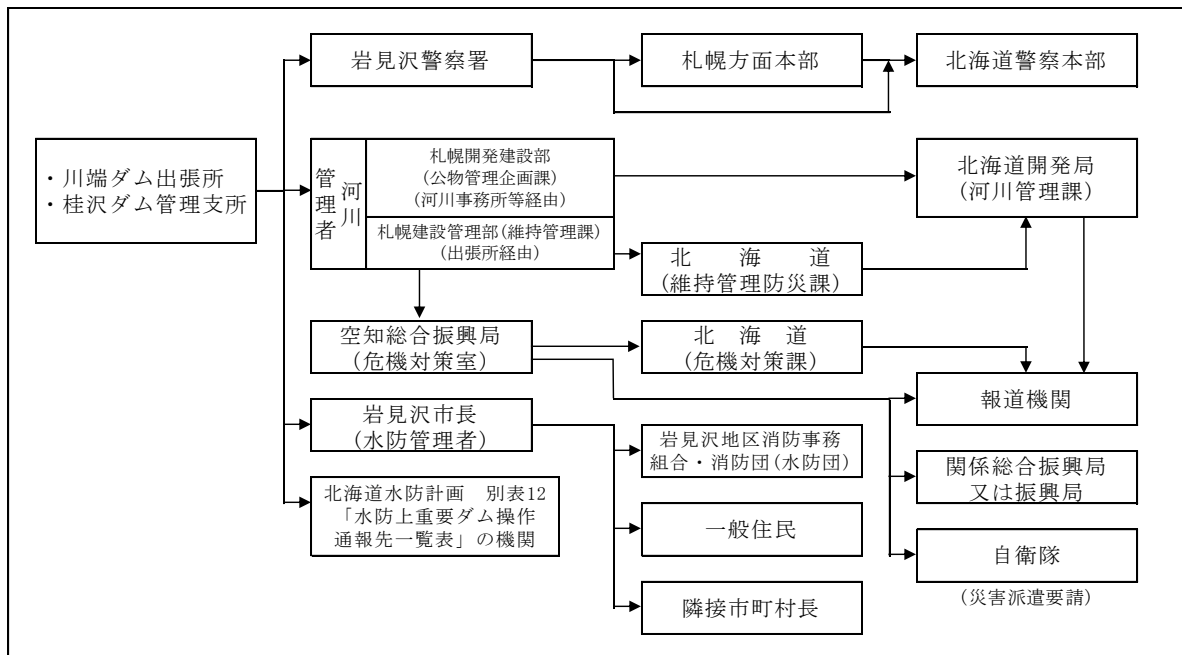 岩見沢警察署
札幌方面本部
北海道警察本部
・川端ダム出張所
・桂沢ダム管理支所
河川
管理者
札幌開発建設部
(公物管理企画課)
(河川事務所等経由)
札幌建設管理部(維持管理課)
(出張所経由)
北海道開発局
(河川管理課)
北　海　道
(維持管理防災課)
空知総合振興局
(危機対策室)
北　海　道
(危機対策課)
報道機関
岩見沢市長
(水防管理者)
岩見沢地区消防事務
組合・消防団(水防団)
関係総合振興局
又は振興局
北海道水防計画　別表12
「水防上重要ダム操作
通報先一覧表」の機関
一般住民
自衛隊
(災害派遣要請)
隣接市町村長